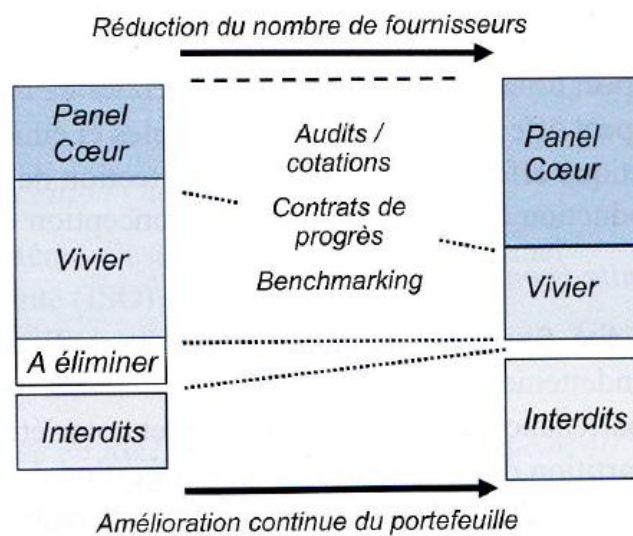 Réduction du nombre de fournisseurs
Panel
Cœur
Vivier
A éliminer
Interdits
Audits /
cotations
Contrats de
progrès
Benchmarking
Panel
Cœur
Vivier
Interdits
Amélioration continue du portefeuille